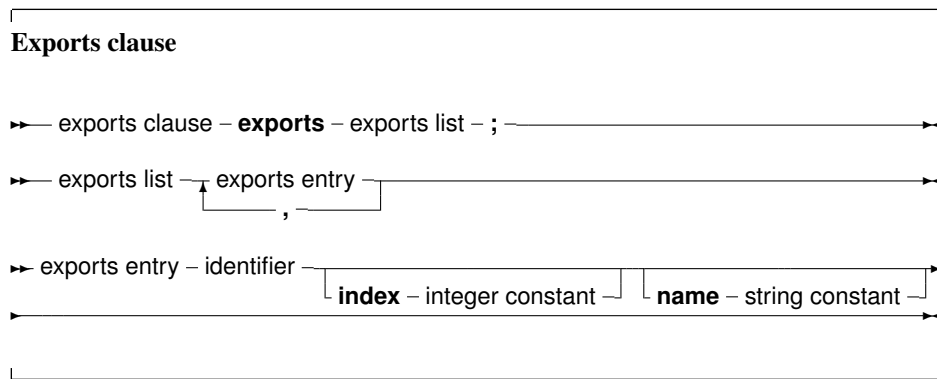 Exports clause
exports clause – exports – exports list – ; –
exports list – exports entry –
,
exports entry – identifier –
index – integer constant – name – string constant –